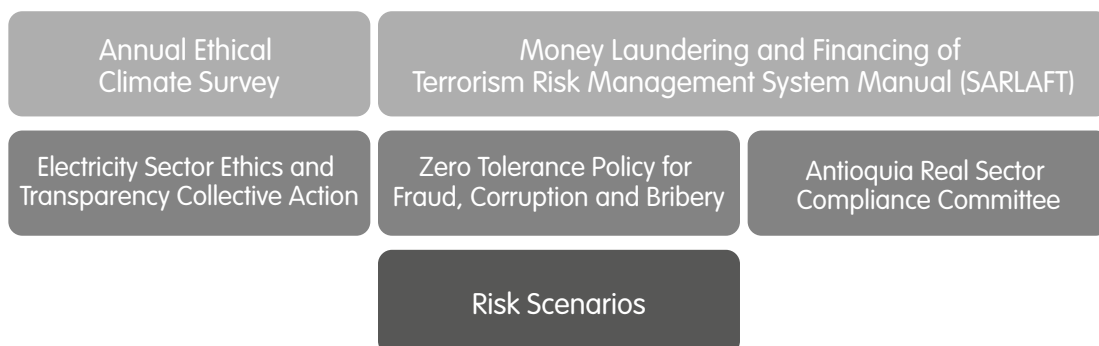 Annual Ethical
Climate Survey
Money Laundering and Financing of
Terrorism Risk Management System Manual (SARLAFT)
Electricity Sector Ethics and
Transparency Collective Action
Zero Tolerance Policy for
Fraud, Corruption and Bribery
Antioquia Real Sector
Compliance Committee
Risk Scenarios